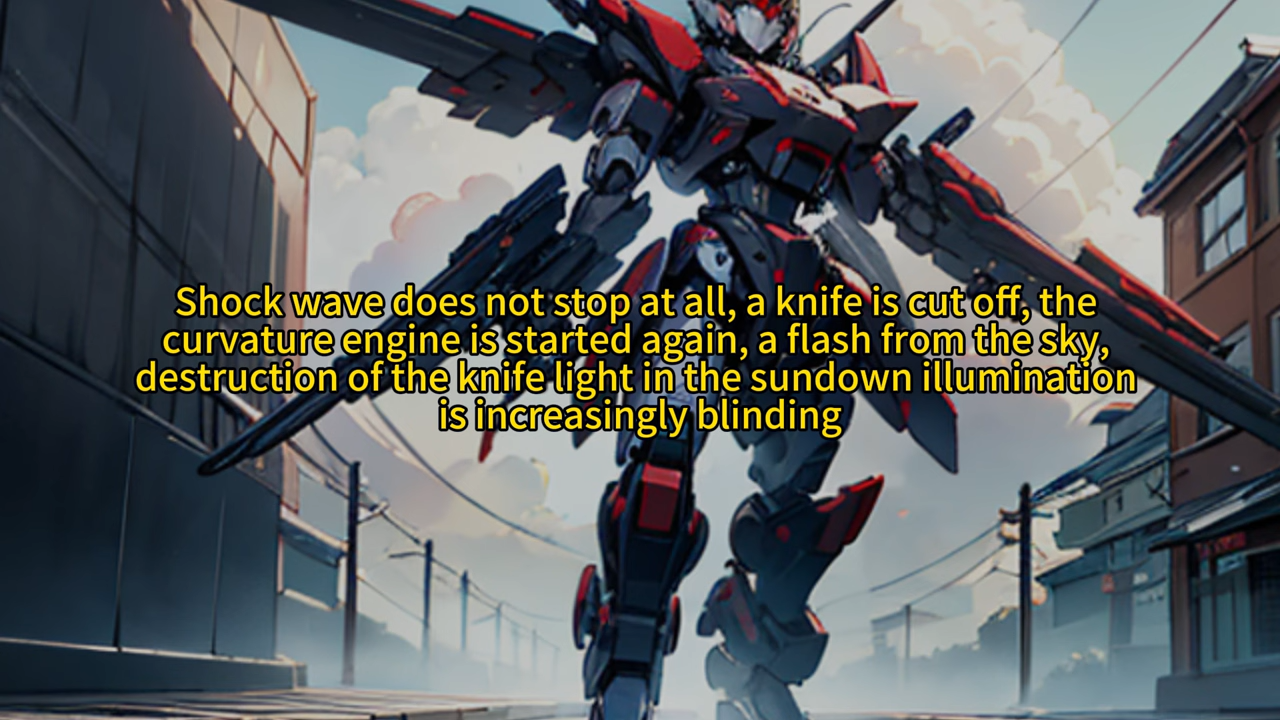 Shock wave does not stop at all, a knife is cut off, the
curvature engine is started again, a flash from the sky,
destruction of the knife light in the sundown illumination
is increasingly blinding